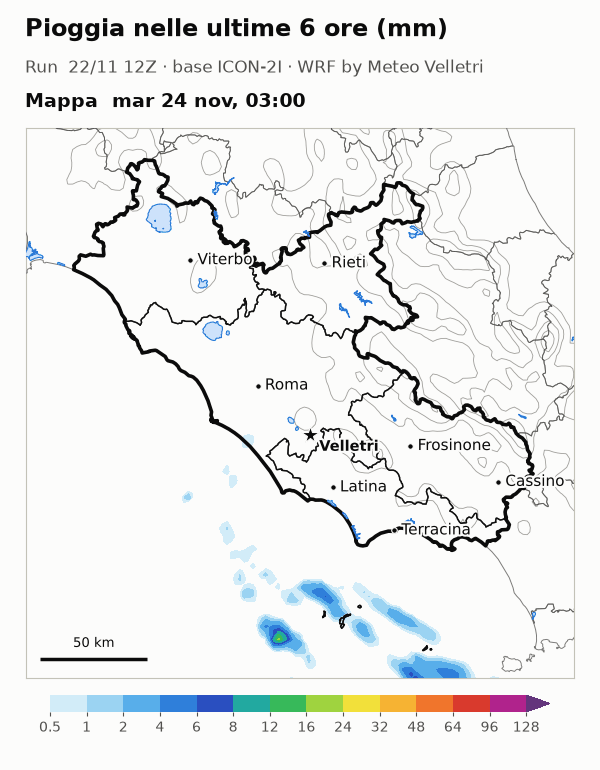 Pioggia nelle ultime 6 ore (mm)
Run  22/11 12Z · base ICON-2I · WRF by Meteo Velletri
Mappa  mar 24 nov, 03:00
Viterbo
Rieti
Roma
Velletri
Frosinone
Latina
Cassino
Terracina
50 km
0.5 1 2 4 6 8 12 16 24 32 48 64 96 128